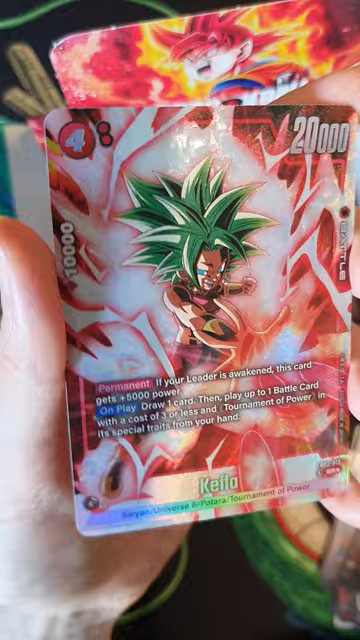 4 8
20000
+10000
BATTLE
Permanent If your Leader is awakened, this card
gets +5000 power.
On Play Draw 1 card. Then, play up to 1 Battle Card
with a cost of 3 or less and «Tournament of Power» in
its special traits from your hand.
Kefla
Saiyan/Universe 6/Potara/Tournament of Power